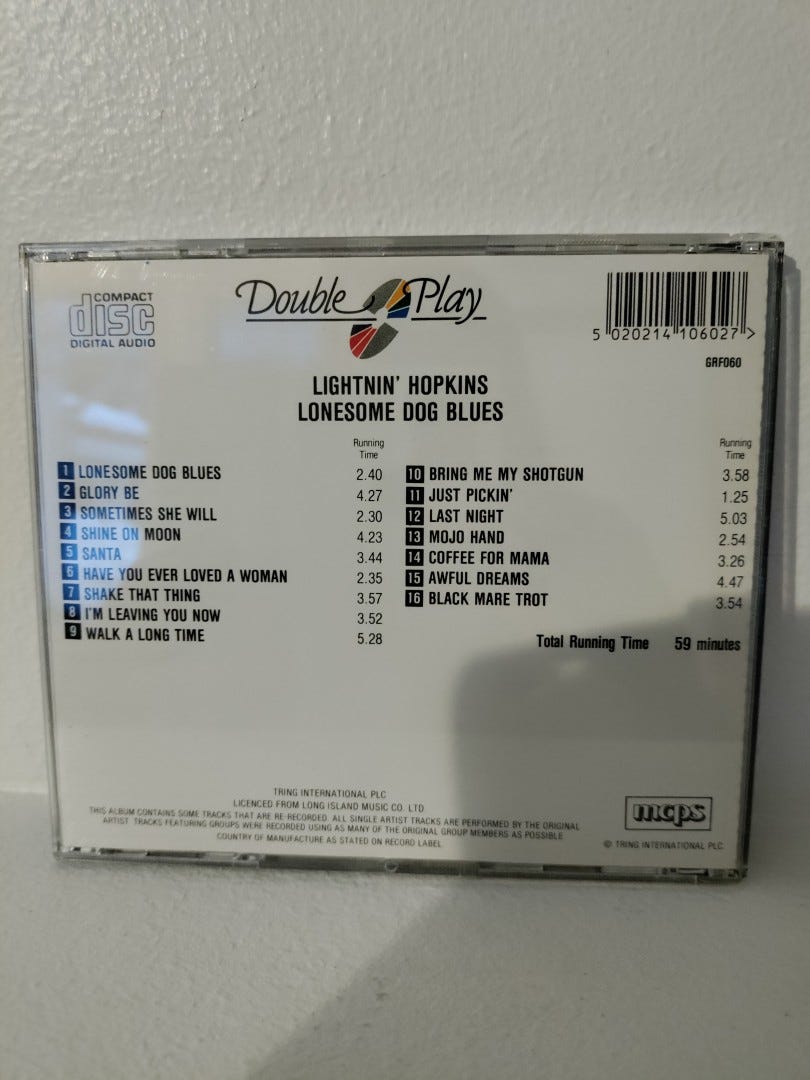 COMPACT
disc
DIGITAL AUDIO
Double Play
5 020214 106027 >
GRF060
LIGHTNIN' HOPKINS
LONESOME DOG BLUES
Running
Time
1 LONESOME DOG BLUES 2.40
2 GLORY BE 4.27
3 SOMETIMES SHE WILL 2.30
4 SHINE ON MOON 4.23
5 SANTA 3.44
6 HAVE YOU EVER LOVED A WOMAN 2.35
7 SHAKE THAT THING 3.57
8 I'M LEAVING YOU NOW 3.52
9 WALK A LONG TIME 5.28
Running
Time
10 BRING ME MY SHOTGUN 3.58
11 JUST PICKIN' 1.25
12 LAST NIGHT 5.03
13 MOJO HAND 2.54
14 COFFEE FOR MAMA 3.26
15 AWFUL DREAMS 4.47
16 BLACK MARE TROT 3.54
Total Running Time 59 minutes
TRING INTERNATIONAL PLC
LICENCED FROM LONG ISLAND MUSIC CO. LTD.
THIS ALBUM CONTAINS SOME TRACKS THAT ARE RE RECORDED. ALL SINGLE ARTIST TRACKS ARE PERFORMED BY THE ORIGINAL
ARTIST TRACKS FEATURING GROUPS WERE RECORDED USING AS MANY OF THE ORIGINAL GROUP MEMBERS AS POSSIBLE
COUNTRY OF MANUFACTURE AS STATED ON RECORD LABEL
mcps
© TRING INTERNATIONAL PLC